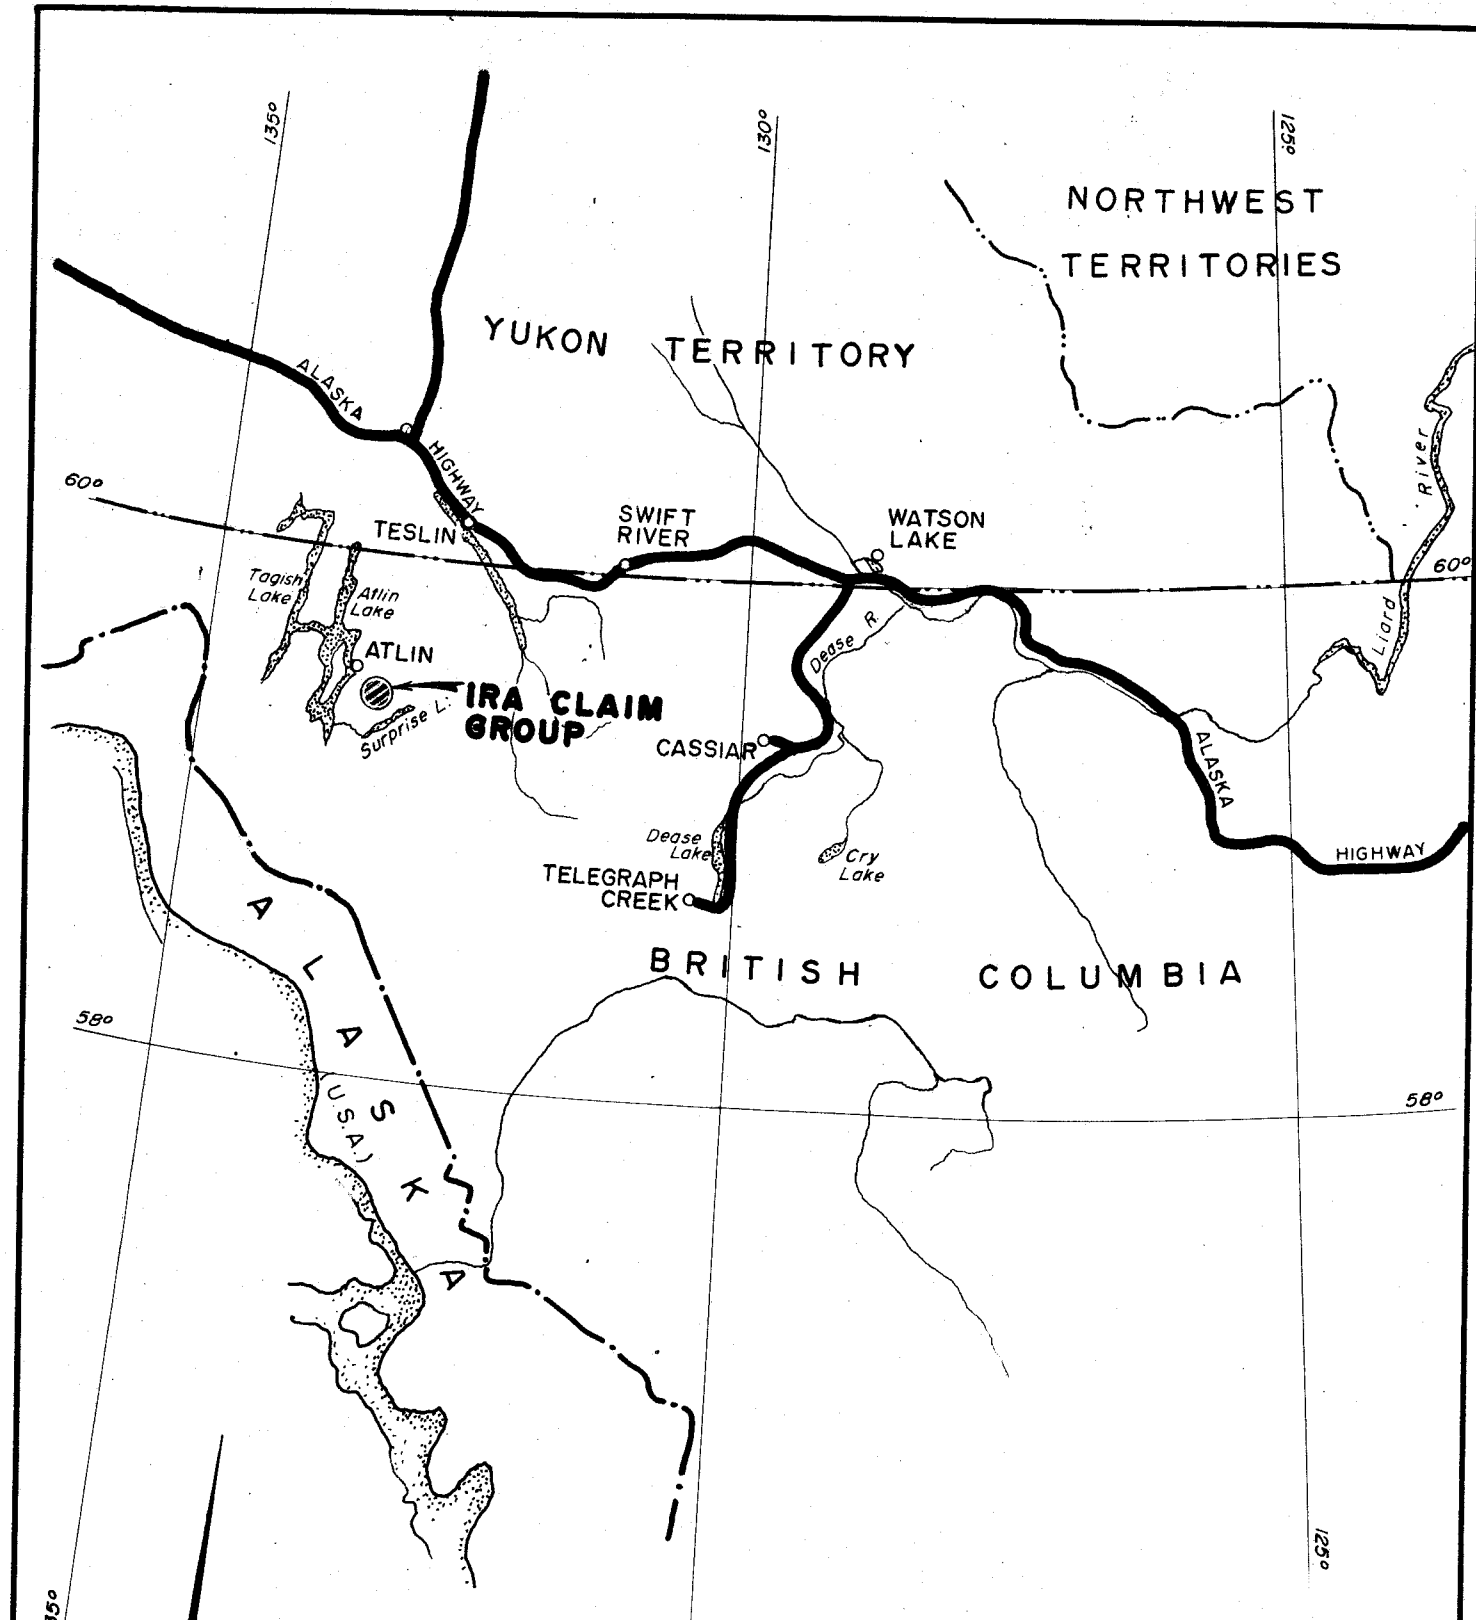 135°
130°
125°
NORTHWEST
TERRITORIES
YUKON TERRITORY
ALASKA
HIGHWAY
River
60°
TESLIN
SWIFT
RIVER
WATSON
LAKE
60°
Tagish
Lake
Atlin
Lake
ATLIN
Dease R.
Liard
IRA CLAIM
GROUP
Surprise L.
CASSIAR
ALASKA
HIGHWAY
Dease
Lake
Cry
Lake
TELEGRAPH
CREEK
ALASKA
(U.S.A.)
BRITISH COLUMBIA
58°
58°
125°
35°